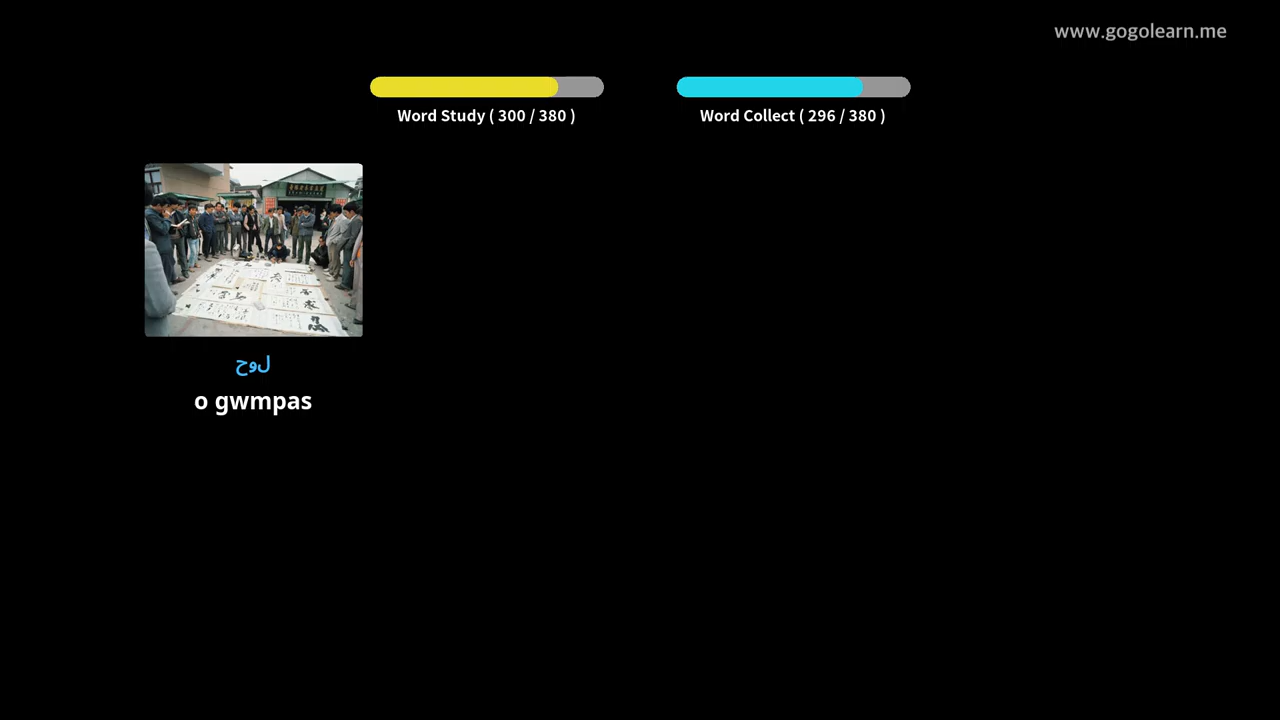 www.gogolearn.me
Word Study ( 300 / 380 )
Word Collect ( 296 / 380 )
لوح
o gwmpas